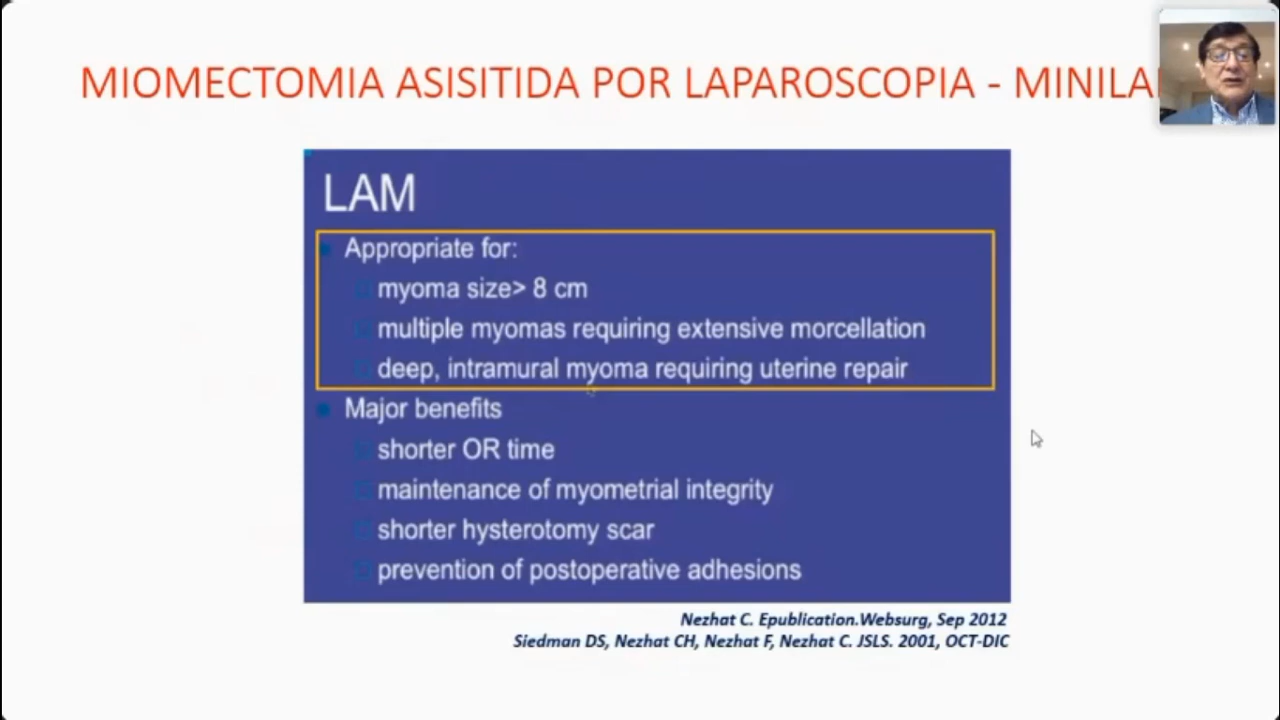 MIOMECTOMIA ASISITIDA POR LAPAROSCOPIA - MINILA
LAM
Appropriate for:
myoma size> 8 cm
multiple myomas requiring extensive morcellation
deep, intramural myoma requiring uterine repair
Major benefits
shorter OR time
maintenance of myometrial integrity
shorter hysterotomy scar
prevention of postoperative adhesions
Nezhat C. Epublication.Websurg, Sep 2012
Siedman DS, Nezhat CH, Nezhat F, Nezhat C. JSLS. 2001, OCT-DIC